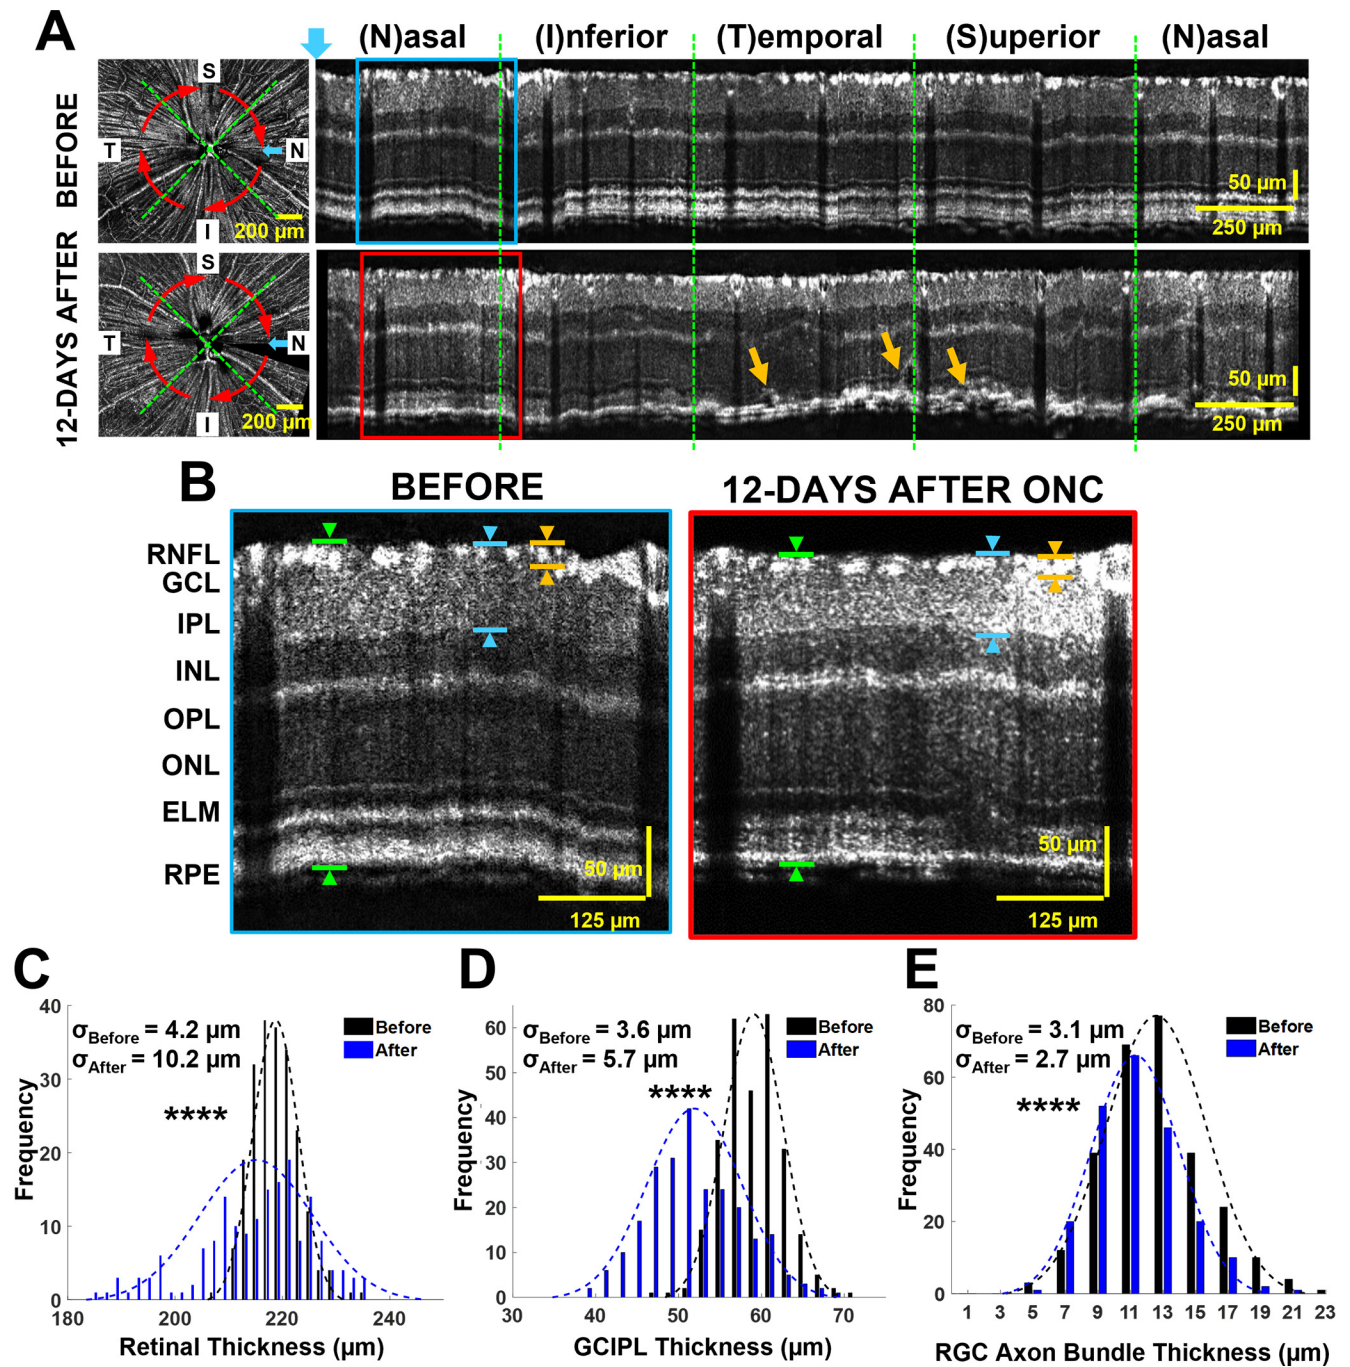 A
(N)asal
(I)nferior
(T)emporal
(S)uperior
(N)asal
BEFORE
S
T
N
I
200 µm
50 µm
250 µm
12-DAYS AFTER
S
T
N
I
200 µm
50 µm
250 µm
B
BEFORE
12-DAYS AFTER ONC
RNFL
GCL
IPL
INL
OPL
ONL
ELM
RPE
50 µm
125 µm
50 µm
125 µm
C
σBefore = 4.2 µm
σAfter = 10.2 µm
****
Before
After
Frequency
40
30
20
10
0
180
200
220
240
Retinal Thickness (µm)
D
σBefore = 3.6 µm
σAfter = 5.7 µm
****
Before
After
Frequency
60
50
40
30
20
10
0
30
40
50
60
70
GCIPL Thickness (µm)
E
σBefore = 3.1 µm
σAfter = 2.7 µm
****
Before
After
Frequency
80
60
40
20
0
1
3
5
7
9
11
13
15
17
19
21
23
RGC Axon Bundle Thickness (µm)